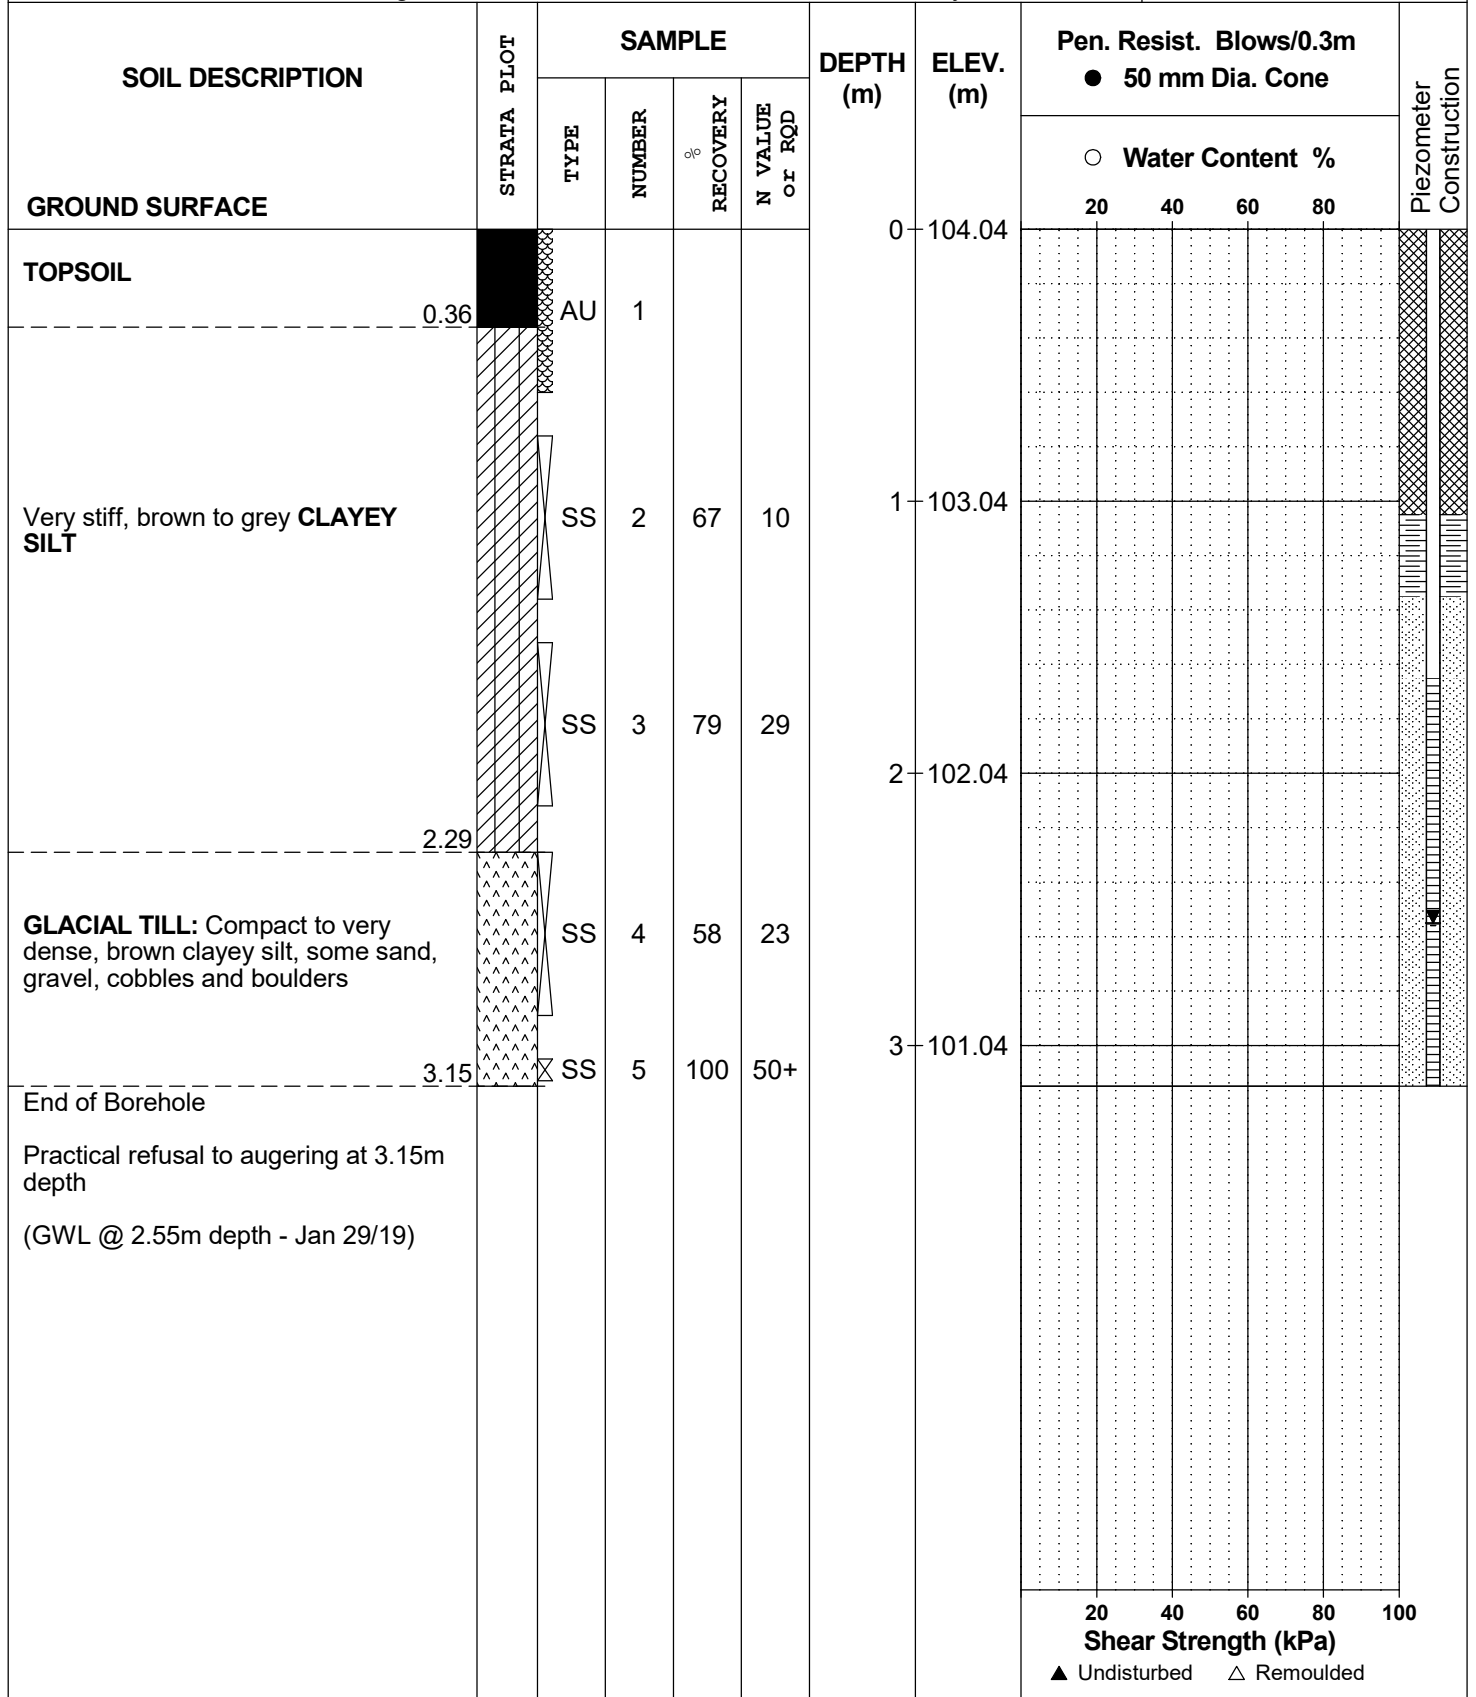 SOIL DESCRIPTION
GROUND SURFACE
STRATA PLOT
SAMPLE
TYPE
NUMBER
%
RECOVERY
N VALUE
or RQD
DEPTH
(m)
ELEV.
(m)
Pen. Resist. Blows/0.3m
● 50 mm Dia. Cone
○ Water Content %
20 40 60 80
Piezometer
Construction
0 104.04
TOPSOIL
0.36
AU 1
1 103.04
Very stiff, brown to grey CLAYEY
SILT
SS 2 67 10
SS 3 79 29
2 102.04
2.29
GLACIAL TILL: Compact to very
dense, brown clayey silt, some sand,
gravel, cobbles and boulders
SS 4 58 23
3 101.04
3.15
SS 5 100 50+
End of Borehole
Practical refusal to augering at 3.15m
depth
(GWL @ 2.55m depth - Jan 29/19)
20 40 60 80 100
Shear Strength (kPa)
▲ Undisturbed △ Remoulded